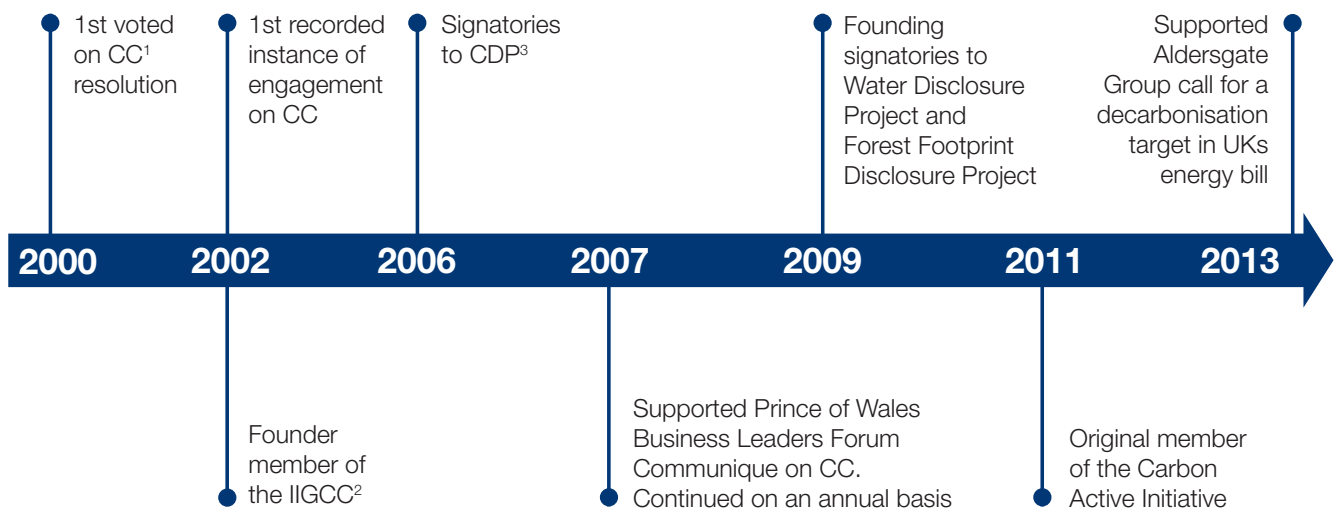 1st voted
on CC¹
resolution
1st recorded
instance of
engagement
on CC
Signatories
to CDP³
Founding
signatories to
Water Disclosure
Project and
Forest Footprint
Disclosure Project
Supported
Aldersgate
Group call for a
decarbonisation
target in UKs
energy bill
2000 2002 2006 2007 2009 2011 2013
Founder
member of
the IIGCC²
Supported Prince of Wales
Business Leaders Forum
Communique on CC.
Continued on an annual basis
Original member
of the Carbon
Active Initiative